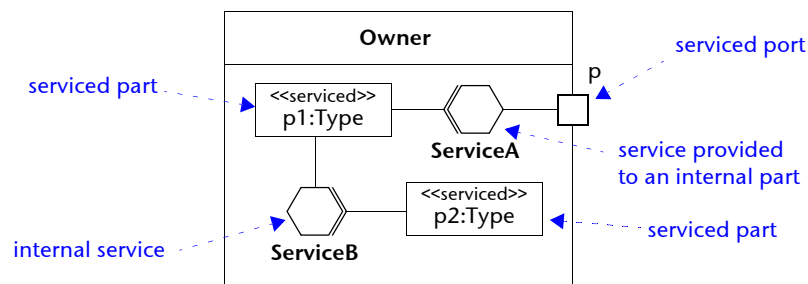 Owner
serviced port
p
serviced part
<<serviced>>
p1:Type
ServiceA
service provided
to an internal part
<<serviced>>
p2:Type
serviced part
internal service
ServiceB